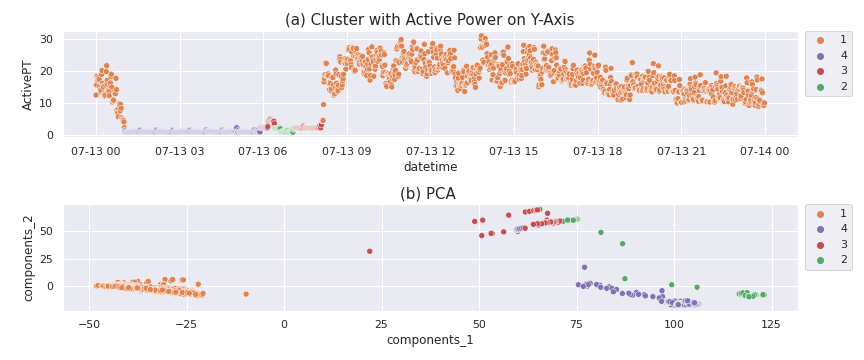 (a) Cluster with Active Power on Y-Axis
ActivePT
30
20
10
0
07-13 00 07-13 03 07-13 06 07-13 09 07-13 12 07-13 15 07-13 18 07-13 21 07-14 00
datetime
1
4
3
2
(b) PCA
components_2
50
25
0
−50 −25 0 25 50 75 100 125
components_1
1
4
3
2